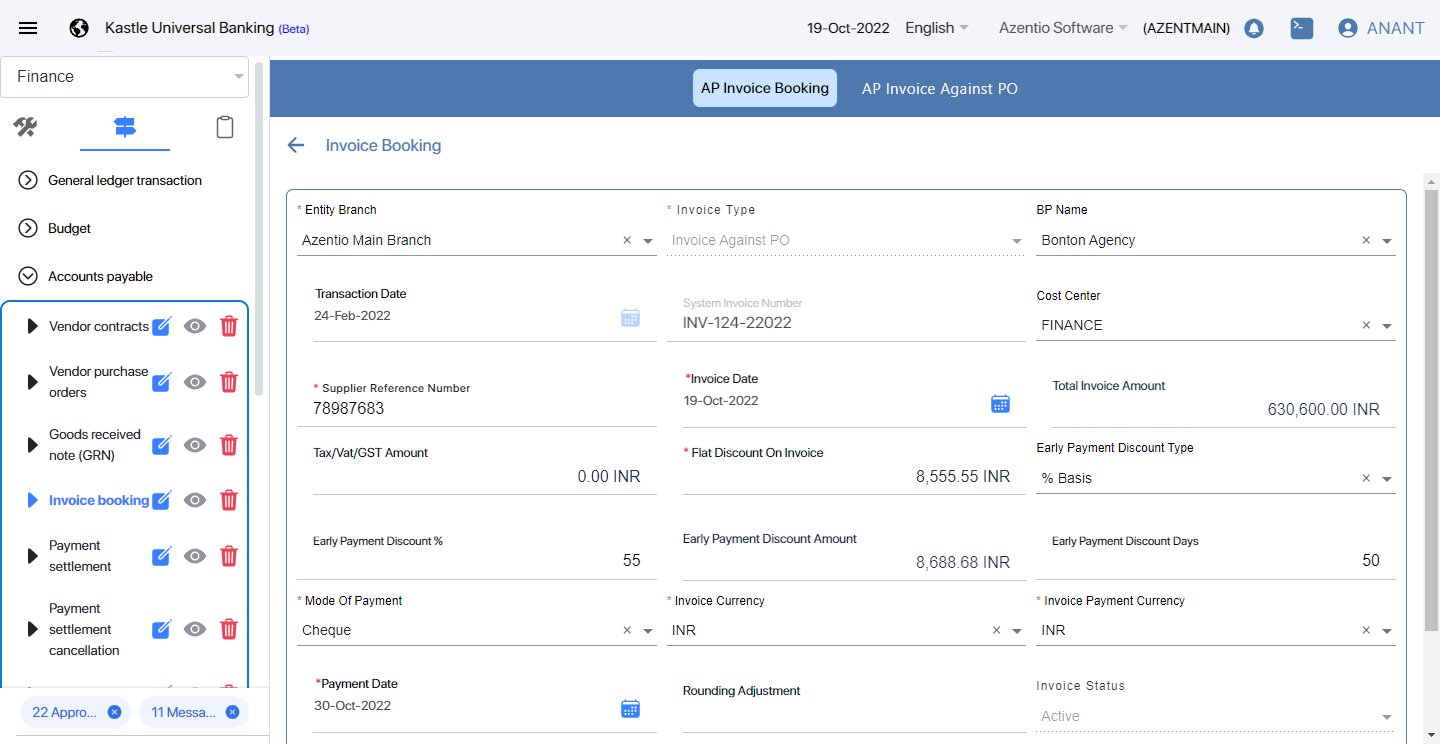 Kastle Universal Banking (Beta)
19-Oct-2022
English
Azentio Software
(AZENTMAIN)
ANANT
Finance
General ledger transaction
Budget
Accounts payable
Vendor contracts
Vendor purchase
orders
Goods received
note (GRN)
Invoice booking
Payment
settlement
Payment
settlement
cancellation
22 Appro...
11 Messa...
AP Invoice Booking
AP Invoice Against PO
Invoice Booking
* Entity Branch
Azentio Main Branch
* Invoice Type
Invoice Against PO
BP Name
Bonton Agency
Transaction Date
24-Feb-2022
System Invoice Number
INV-124-22022
Cost Center
FINANCE
* Supplier Reference Number
78987683
*Invoice Date
19-Oct-2022
Total Invoice Amount
630,600.00 INR
Tax/Vat/GST Amount
0.00 INR
* Flat Discount On Invoice
8,555.55 INR
Early Payment Discount Type
% Basis
Early Payment Discount %
55
Early Payment Discount Amount
8,688.68 INR
Early Payment Discount Days
50
* Mode Of Payment
Cheque
* Invoice Currency
INR
* Invoice Payment Currency
INR
*Payment Date
30-Oct-2022
Rounding Adjustment
Invoice Status
Active